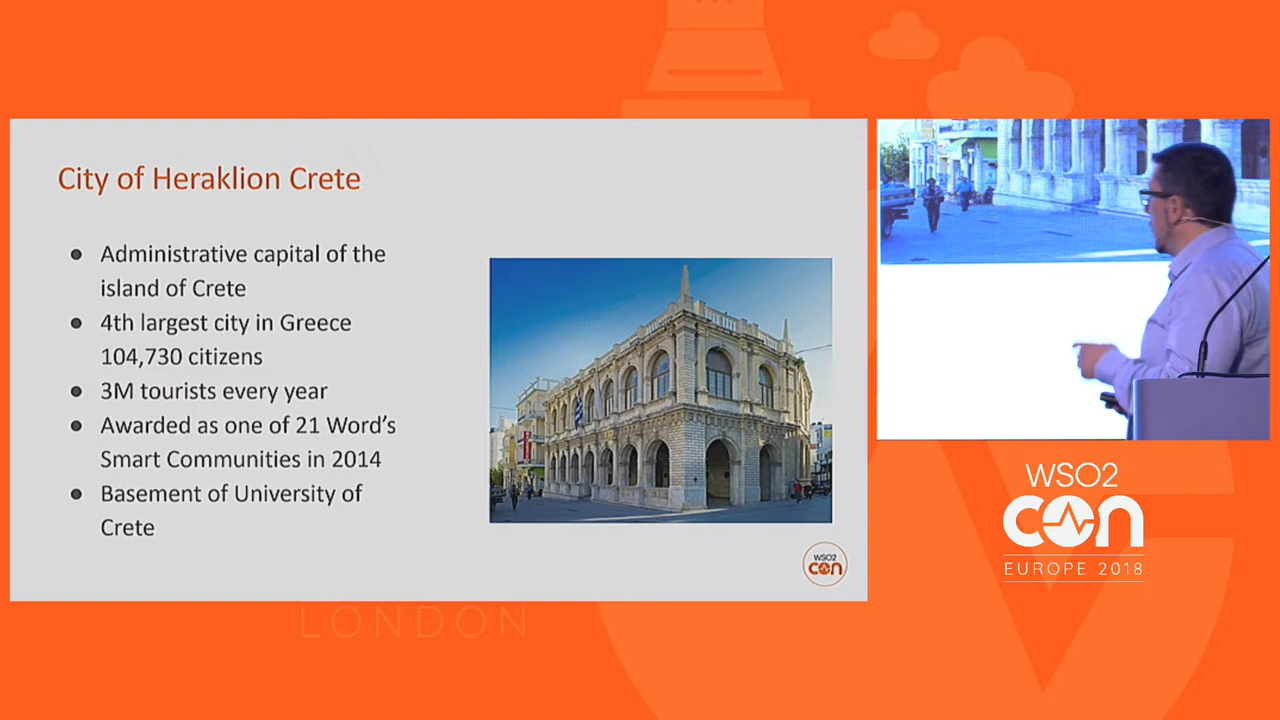 City of Heraklion Crete
● Administrative capital of the
island of Crete
● 4th largest city in Greece
104,730 citizens
● 3M tourists every year
● Awarded as one of 21 Word's
Smart Communities in 2014
● Basement of University of
Crete
WSO2
con
WSO2
con
EUROPE 2018
LONDON